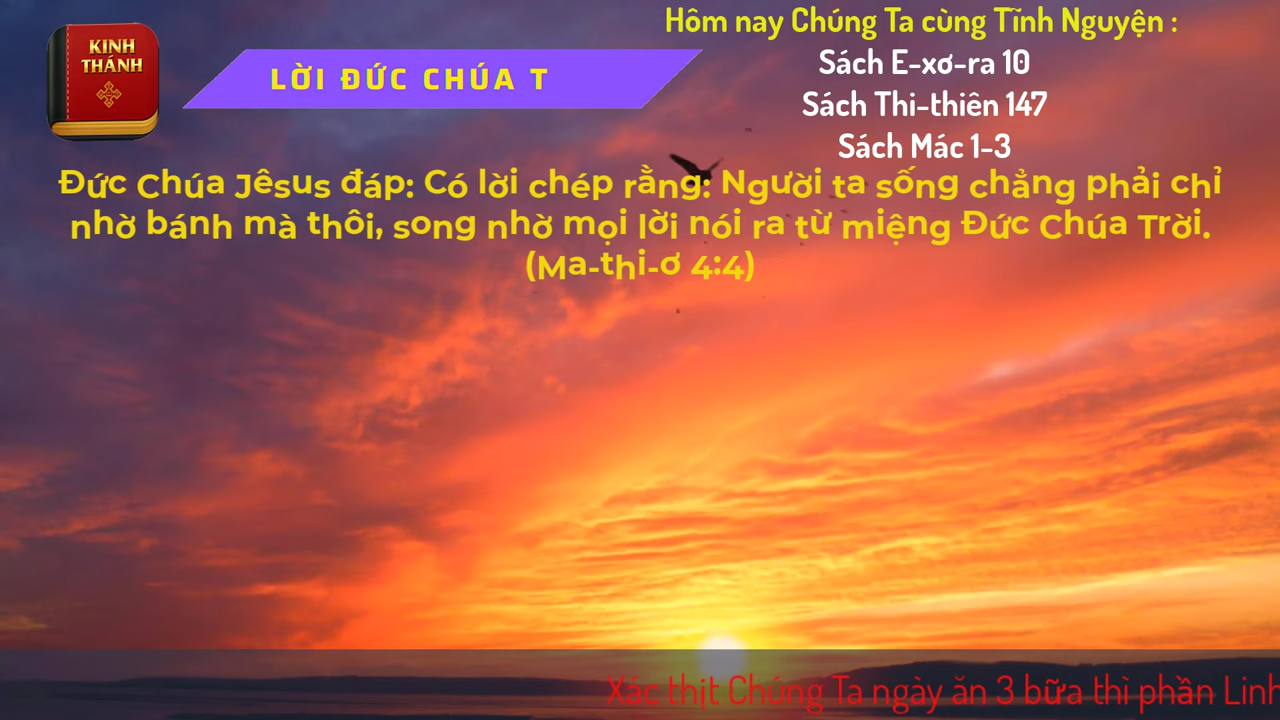 KINH
THÁNH
LỜI ĐỨC CHÚA T
Hôm nay Chúng Ta cùng Tĩnh Nguyện :
Sách E-xơ-ra 10
Sách Thi-thiên 147
Sách Mác 1-3
Đức Chúa Jêsus đáp: Có lời chép rằng: Người ta sống chẳng phải chỉ
nhờ bánh mà thôi, song nhờ mọi lời nói ra từ miệng Đức Chúa Trời.
(Ma-thi-ơ 4:4)
Xác thịt Chúng Ta ngày ăn 3 bữa thì phần Linh